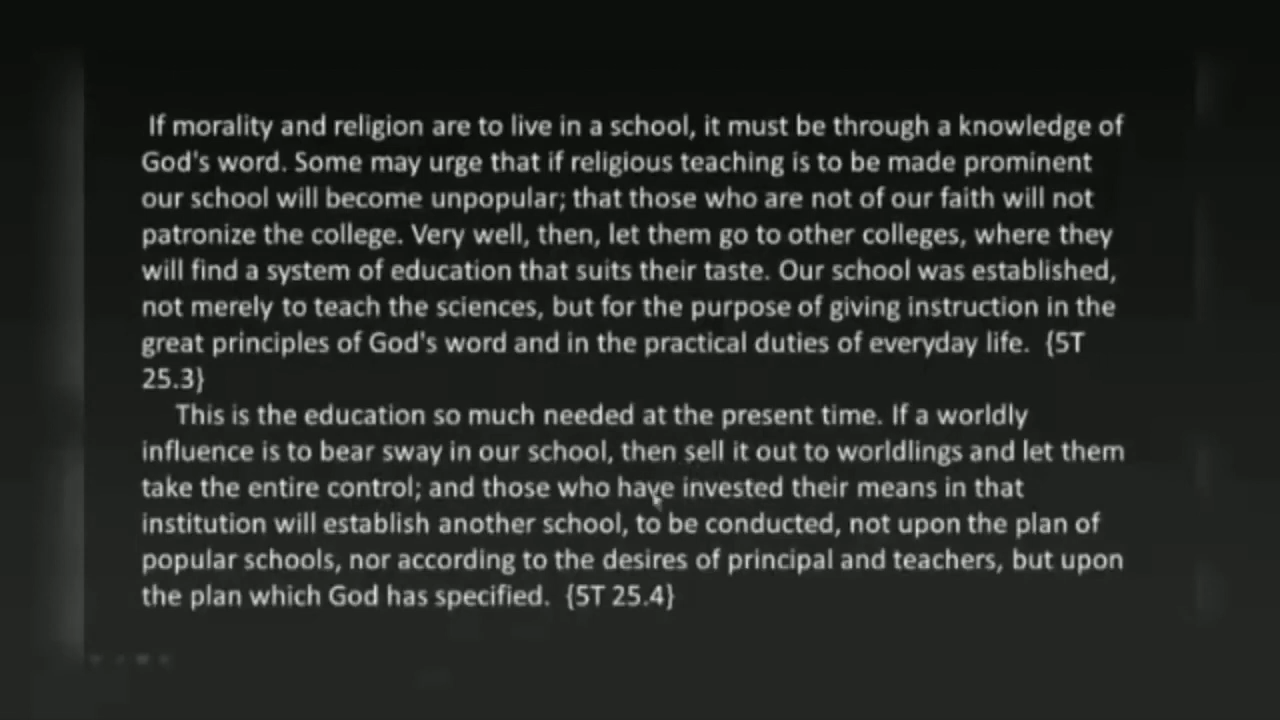 If morality and religion are to live in a school, it must be through a knowledge of
God's word. Some may urge that if religious teaching is to be made prominent
our school will become unpopular; that those who are not of our faith will not
patronize the college. Very well, then, let them go to other colleges, where they
will find a system of education that suits their taste. Our school was established,
not merely to teach the sciences, but for the purpose of giving instruction in the
great principles of God's word and in the practical duties of everyday life.  {5T
25.3}
This is the education so much needed at the present time. If a worldly
influence is to bear sway in our school, then sell it out to worldlings and let them
take the entire control; and those who have invested their means in that
institution will establish another school, to be conducted, not upon the plan of
popular schools, nor according to the desires of principal and teachers, but upon
the plan which God has specified.  {5T 25.4}